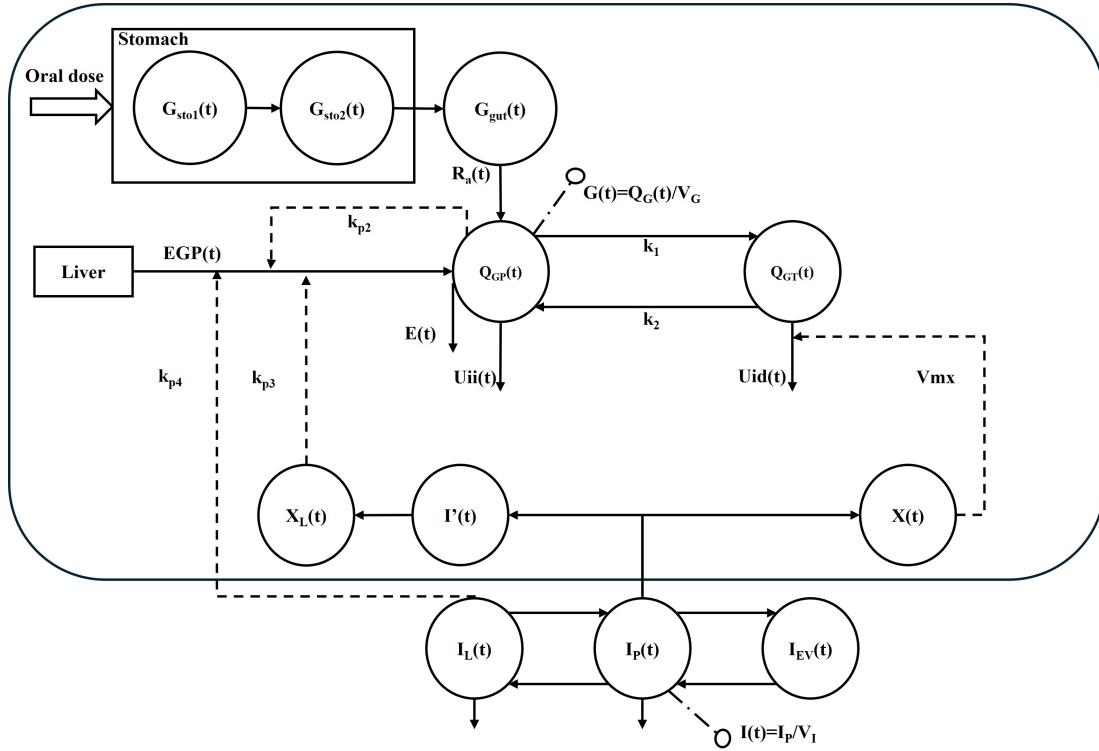 Stomach
Oral dose
G_sto1(t)
G_sto2(t)
G_gut(t)
R_a(t)
G(t)=Q_G(t)/V_G
k_p2
k_1
EGP(t)
Liver
Q_GP(t)
Q_GT(t)
k_2
E(t)
Uii(t)
Uid(t)
Vmx
k_p4
k_p3
X_L(t)
I'(t)
X(t)
I_L(t)
I_P(t)
I_EV(t)
I(t)=I_P/V_I